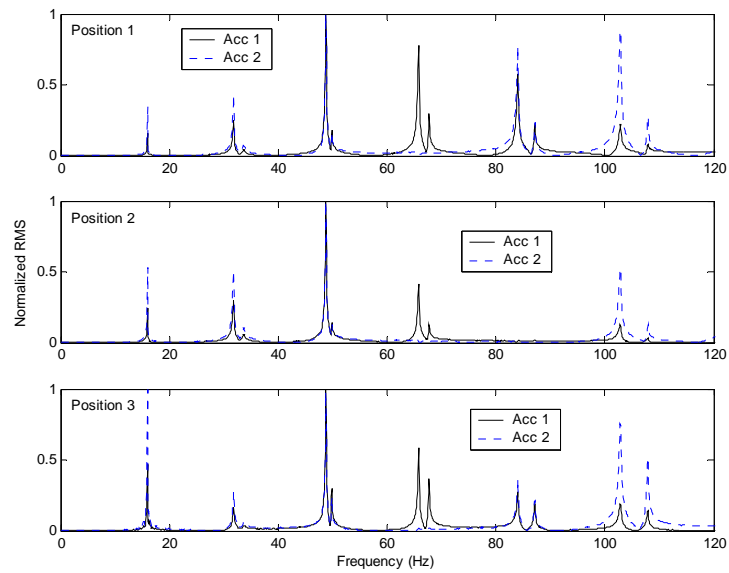 Position 1
Acc 1
Acc 2
1
0.5
0
0 20 40 60 80 100 120
Position 2
Acc 1
Acc 2
1
0.5
0
0 20 40 60 80 100 120
Normalized RMS
Position 3
Acc 1
Acc 2
1
0.5
0
0 20 40 60 80 100 120
Frequency (Hz)